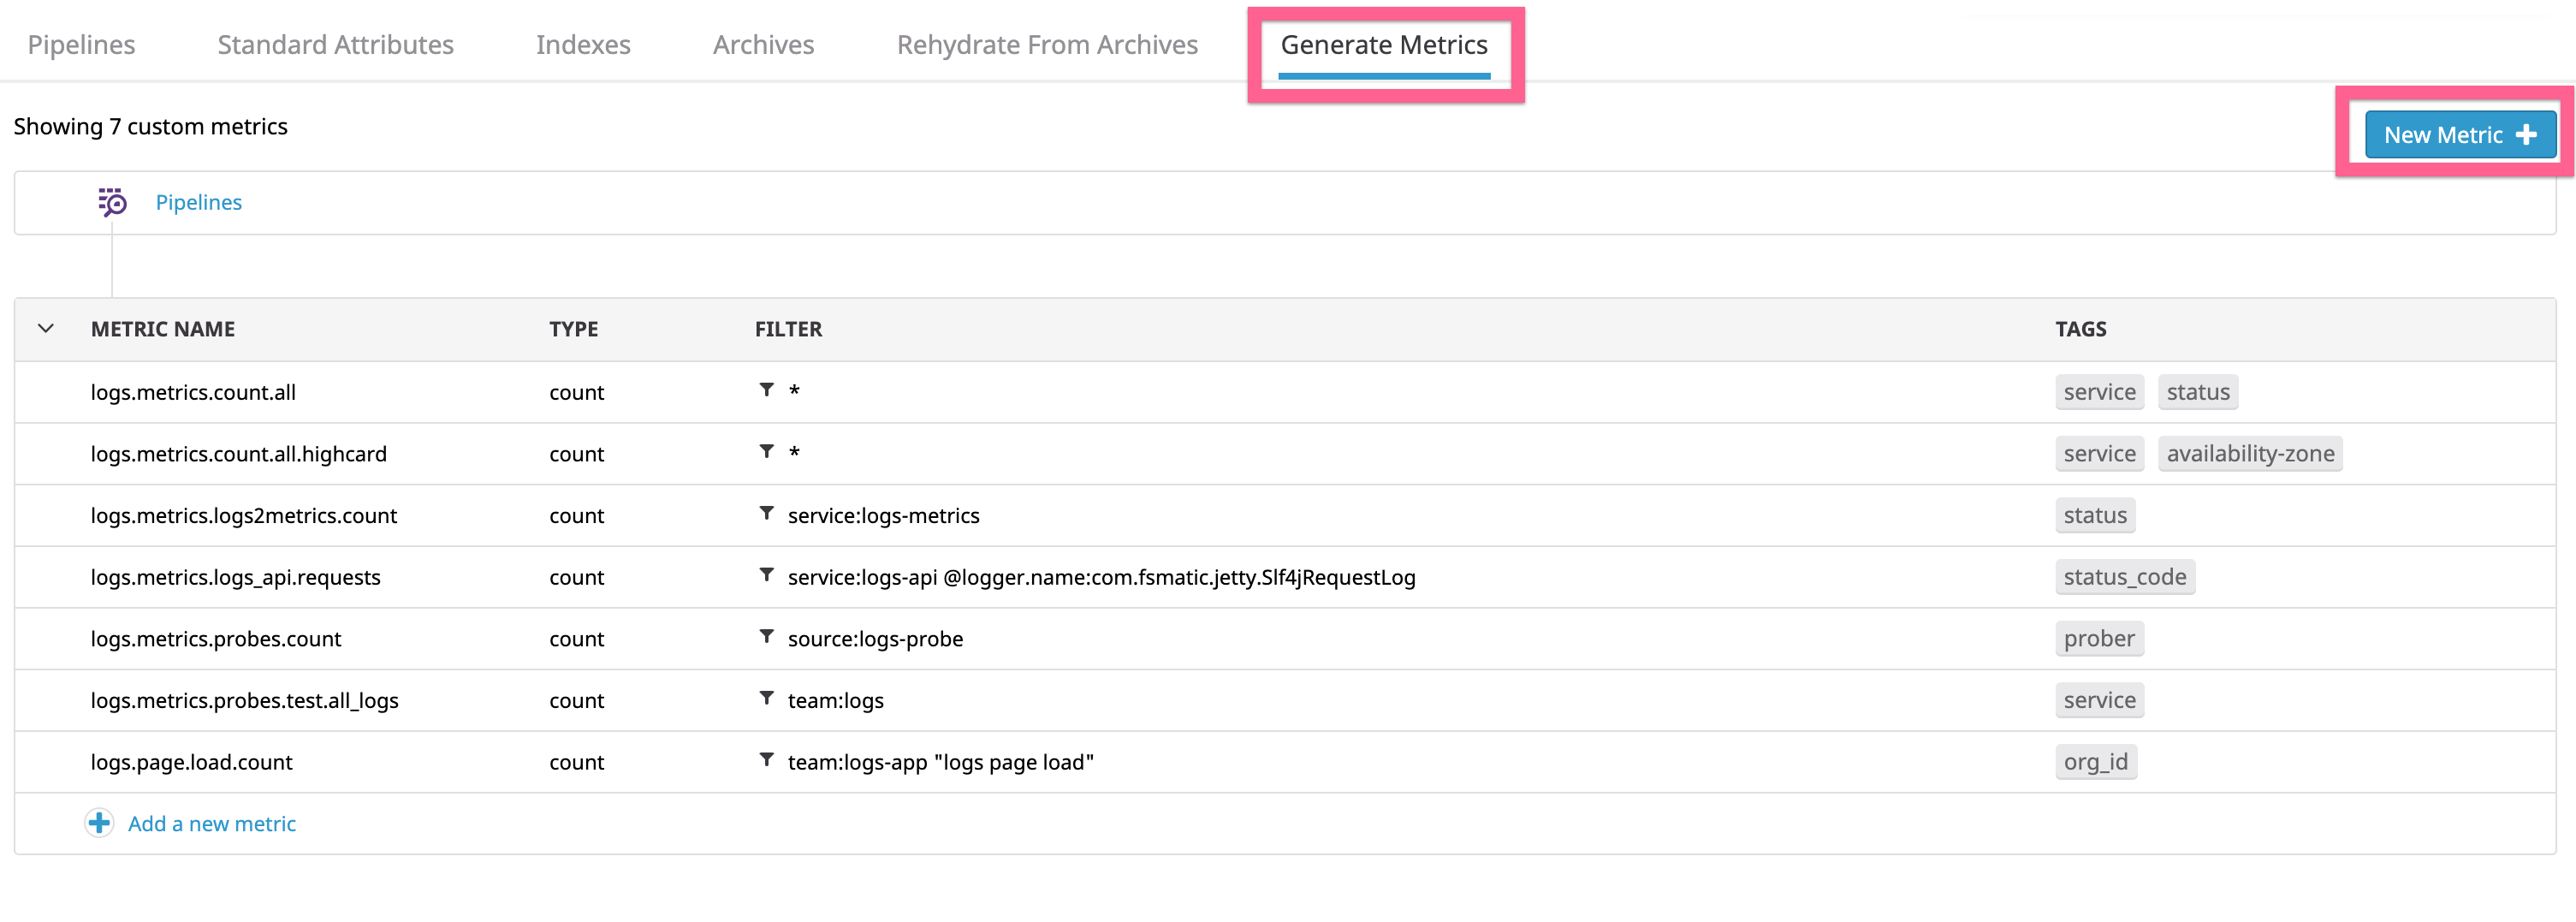 Pipelines Standard Attributes Indexes Archives Rehydrate From Archives Generate Metrics
Showing 7 custom metrics
New Metric
Pipelines
METRIC NAME TYPE FILTER TAGS
logs.metrics.count.all count * service status
logs.metrics.count.all.highcard count * service availability-zone
logs.metrics.logs2metrics.count count service:logs-metrics status
logs.metrics.logs_api.requests count service:logs-api @logger.name:com.fsmatic.jetty.Slf4jRequestLog status_code
logs.metrics.probes.count count source:logs-probe prober
logs.metrics.probes.test.all_logs count team:logs service
logs.page.load.count count team:logs-app "logs page load" org_id
Add a new metric